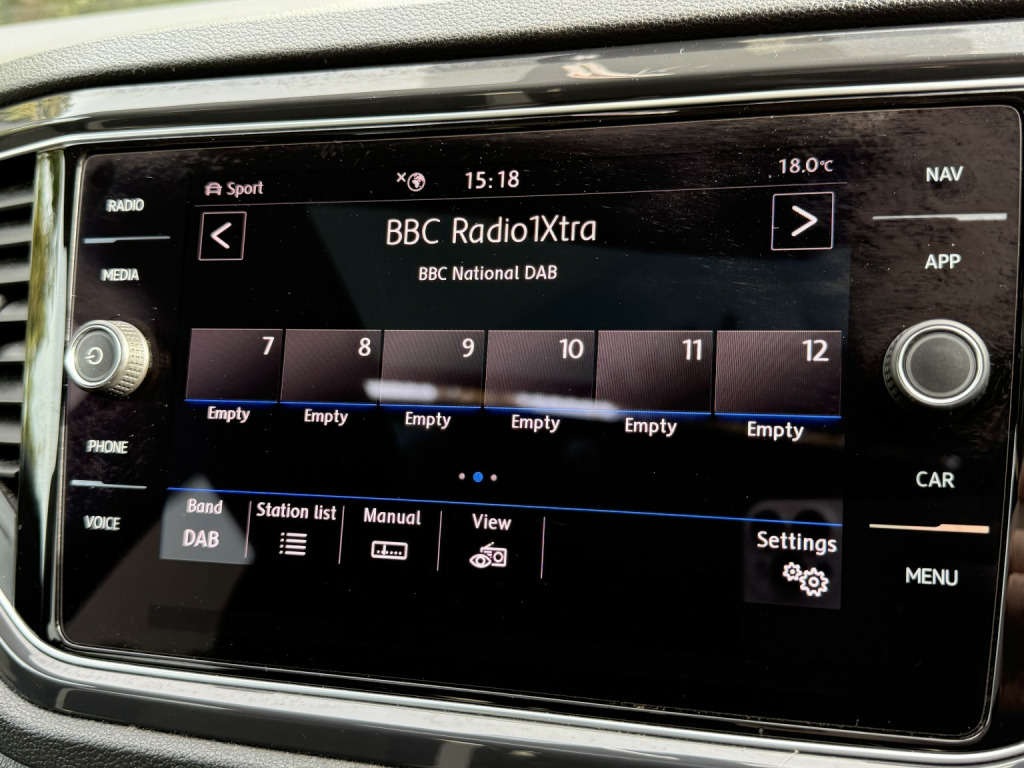 RADIO
MEDIA
PHONE
VOICE
Sport
15:18
18.0°C
BBC Radio1Xtra
BBC National DAB
7 8 9 10 11 12
Empty Empty Empty Empty Empty Empty
Band Station list Manual View Settings
DAB
NAV
APP
CAR
MENU